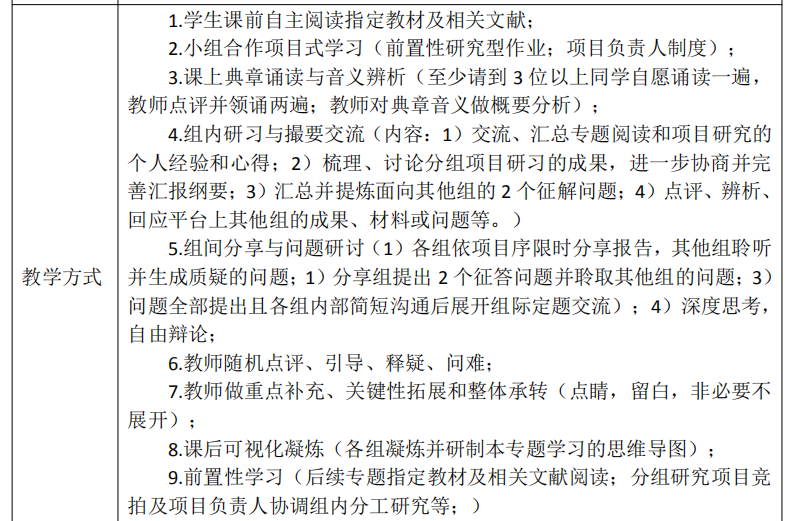 教学方式
1.学生课前自主阅读指定教材及相关文献；
2.小组合作项目式学习（前置性研究型作业；项目负责人制度）；
3.课上典章诵读与音义辨析（至少请到 3 位以上同学自愿诵读一遍，
教师点评并领诵两遍；教师对典章音义做概要分析）；
4.组内研习与撮要交流（内容：1）交流、汇总专题阅读和项目研究的
个人经验和心得；2）梳理、讨论分组项目研习的成果，进一步协商并完
善汇报纲要；3）汇总并提炼面向其他组的 2 个征解问题；4）点评、辨析、
回应平台上其他组的成果、材料或问题等。）
5.组间分享与问题研讨（1）各组依项目序限时分享报告，其他组聆听
并生成质疑的问题；1）分享组提出 2 个征答问题并聆取其他组的问题；3）
问题全部提出且各组内部简短沟通后展开组际定题交流）；4）深度思考，
自由辩论；
6.教师随机点评、引导、释疑、问难；
7.教师做重点补充、关键性拓展和整体承转（点睛，留白，非必要不
展开）；
8.课后可视化凝炼（各组凝炼并研制本专题学习的思维导图）；
9.前置性学习（后续专题指定教材及相关文献阅读；分组研究项目竞
拍及项目负责人协调组内分工研究等；）